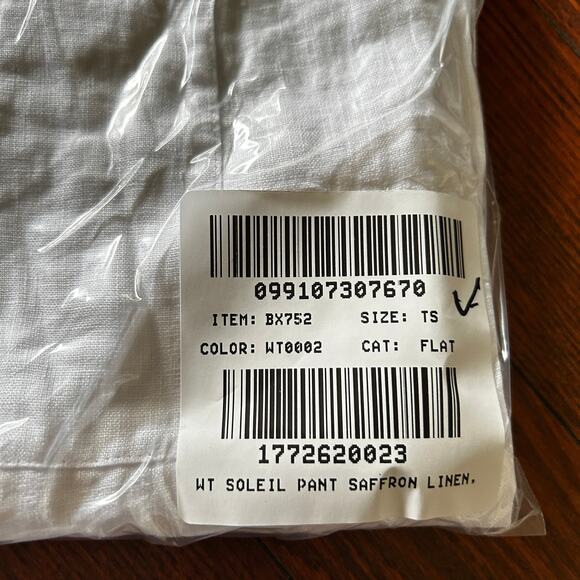 099107307670
ITEM: BX752 SIZE: TS
COLOR: WT0002 CAT: FLAT
1772620023
WT SOLEIL PANT SAFFRON LINEN,